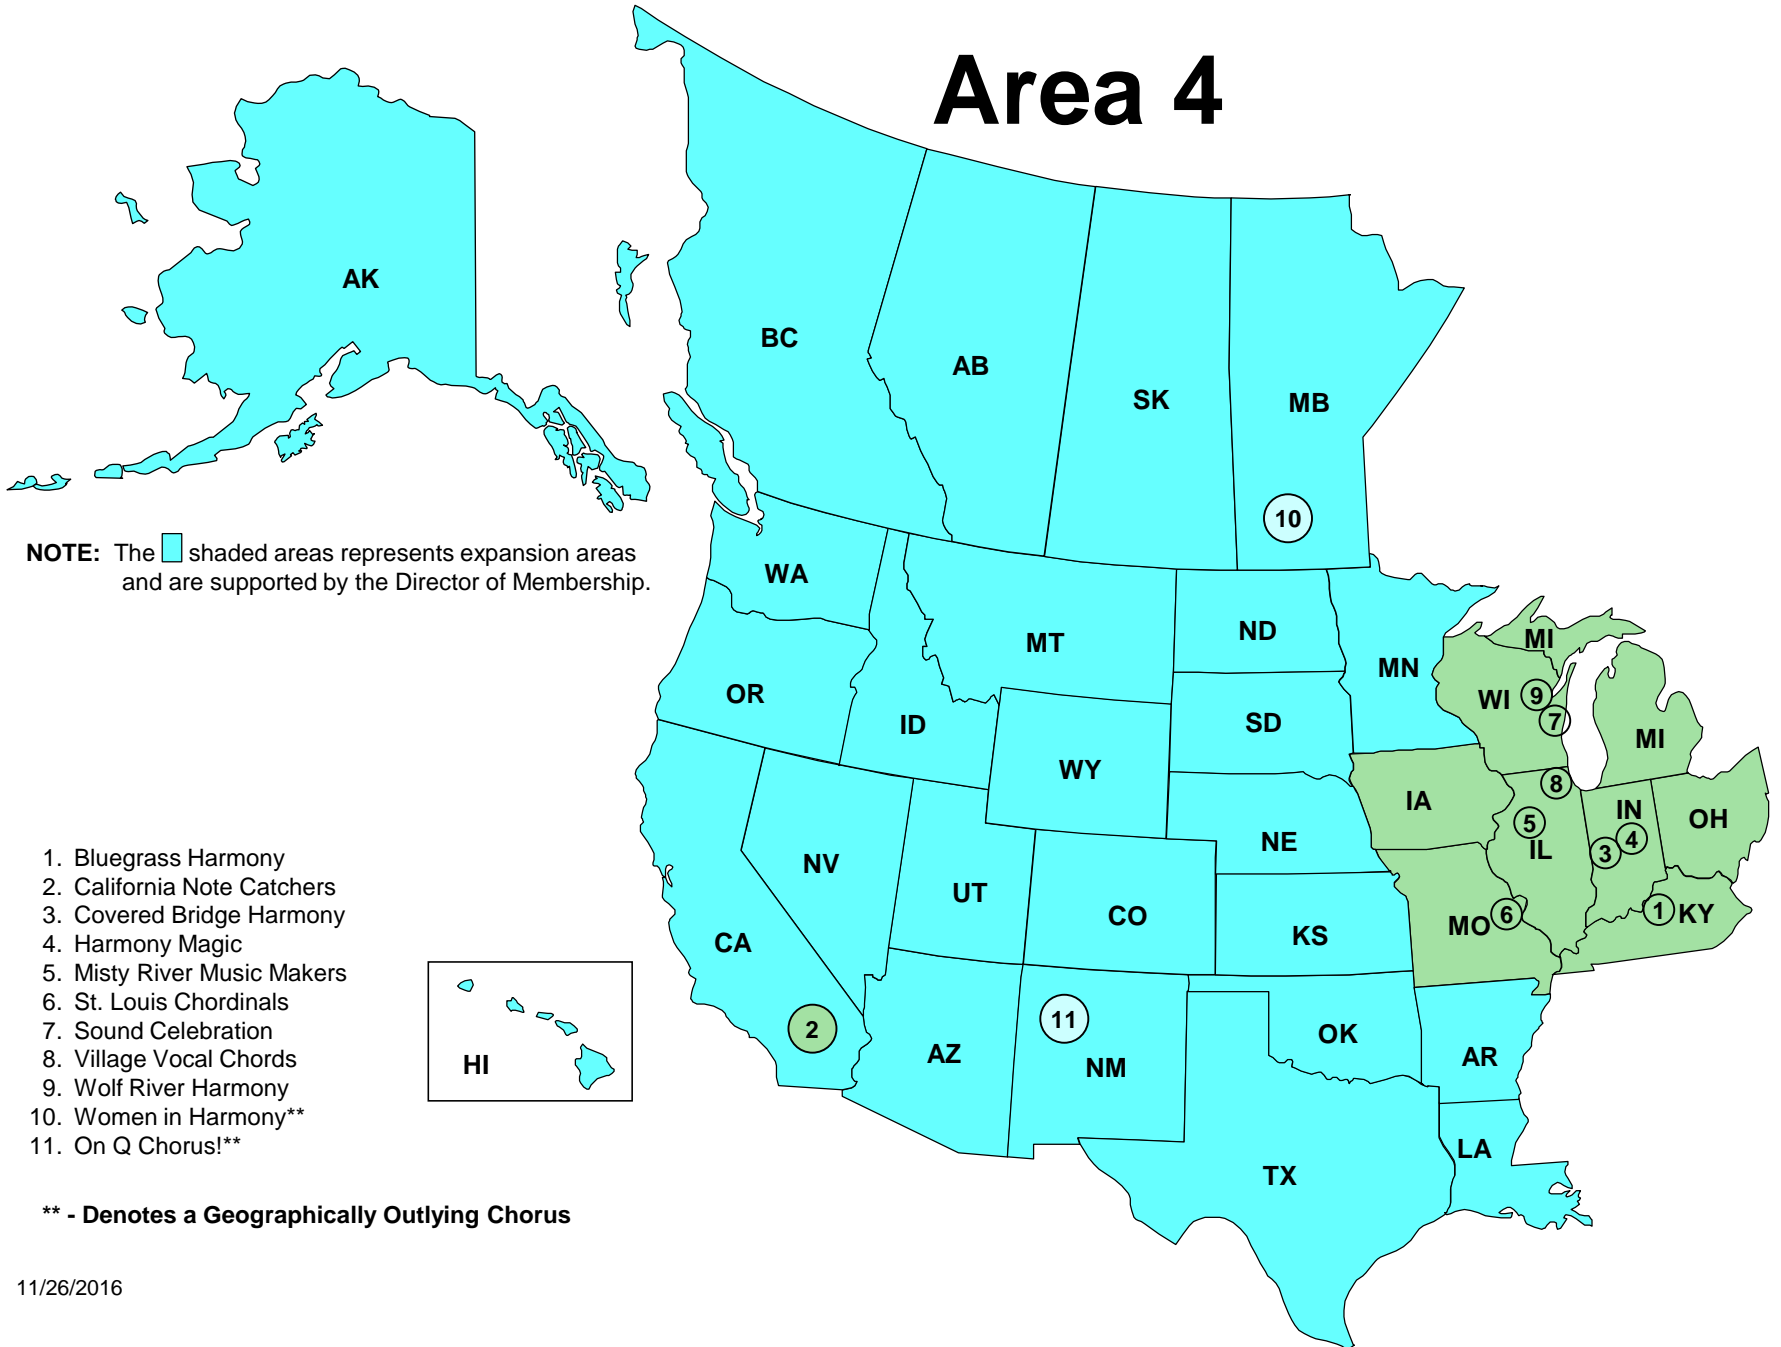 Area 4
AK
BC
AB
SK
MB
10
NOTE: The shaded areas represents expansion areas
and are supported by the Director of Membership.
WA
MT
ND
MN
MI
OR
ID
SD
WI
9
7
MI
WY
IA
8
IN
OH
NV
NE
5
IL
3
4
UT
CO
KS
MO
6
1
KY
CA
1. Bluegrass Harmony
2. California Note Catchers
3. Covered Bridge Harmony
4. Harmony Magic
5. Misty River Music Makers
6. St. Louis Chordinals
7. Sound Celebration
8. Village Vocal Chords
9. Wolf River Harmony
10. Women in Harmony**
11. On Q Chorus!**
HI
2
AZ
11
NM
OK
AR
TX
LA
** - Denotes a Geographically Outlying Chorus
11/26/2016